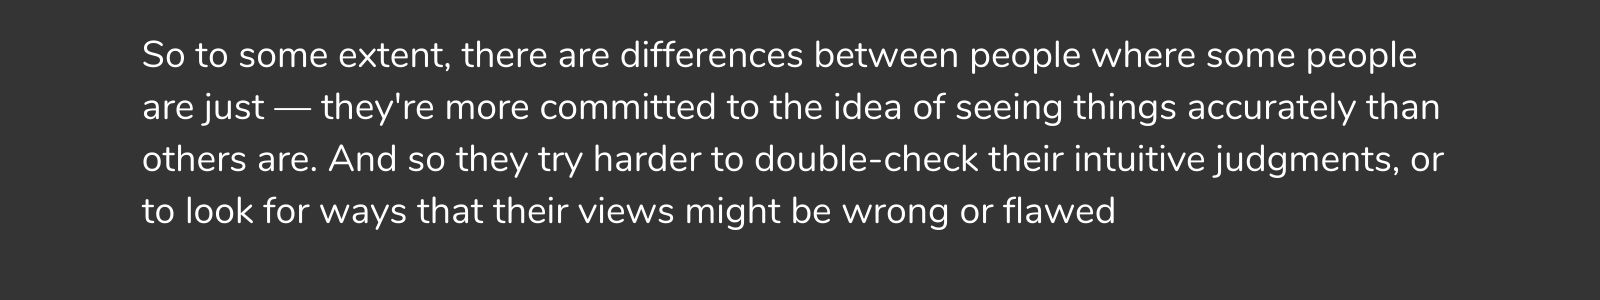 So to some extent, there are differences between people where some people
are just — they're more committed to the idea of seeing things accurately than
others are. And so they try harder to double-check their intuitive judgments, or
to look for ways that their views might be wrong or flawed